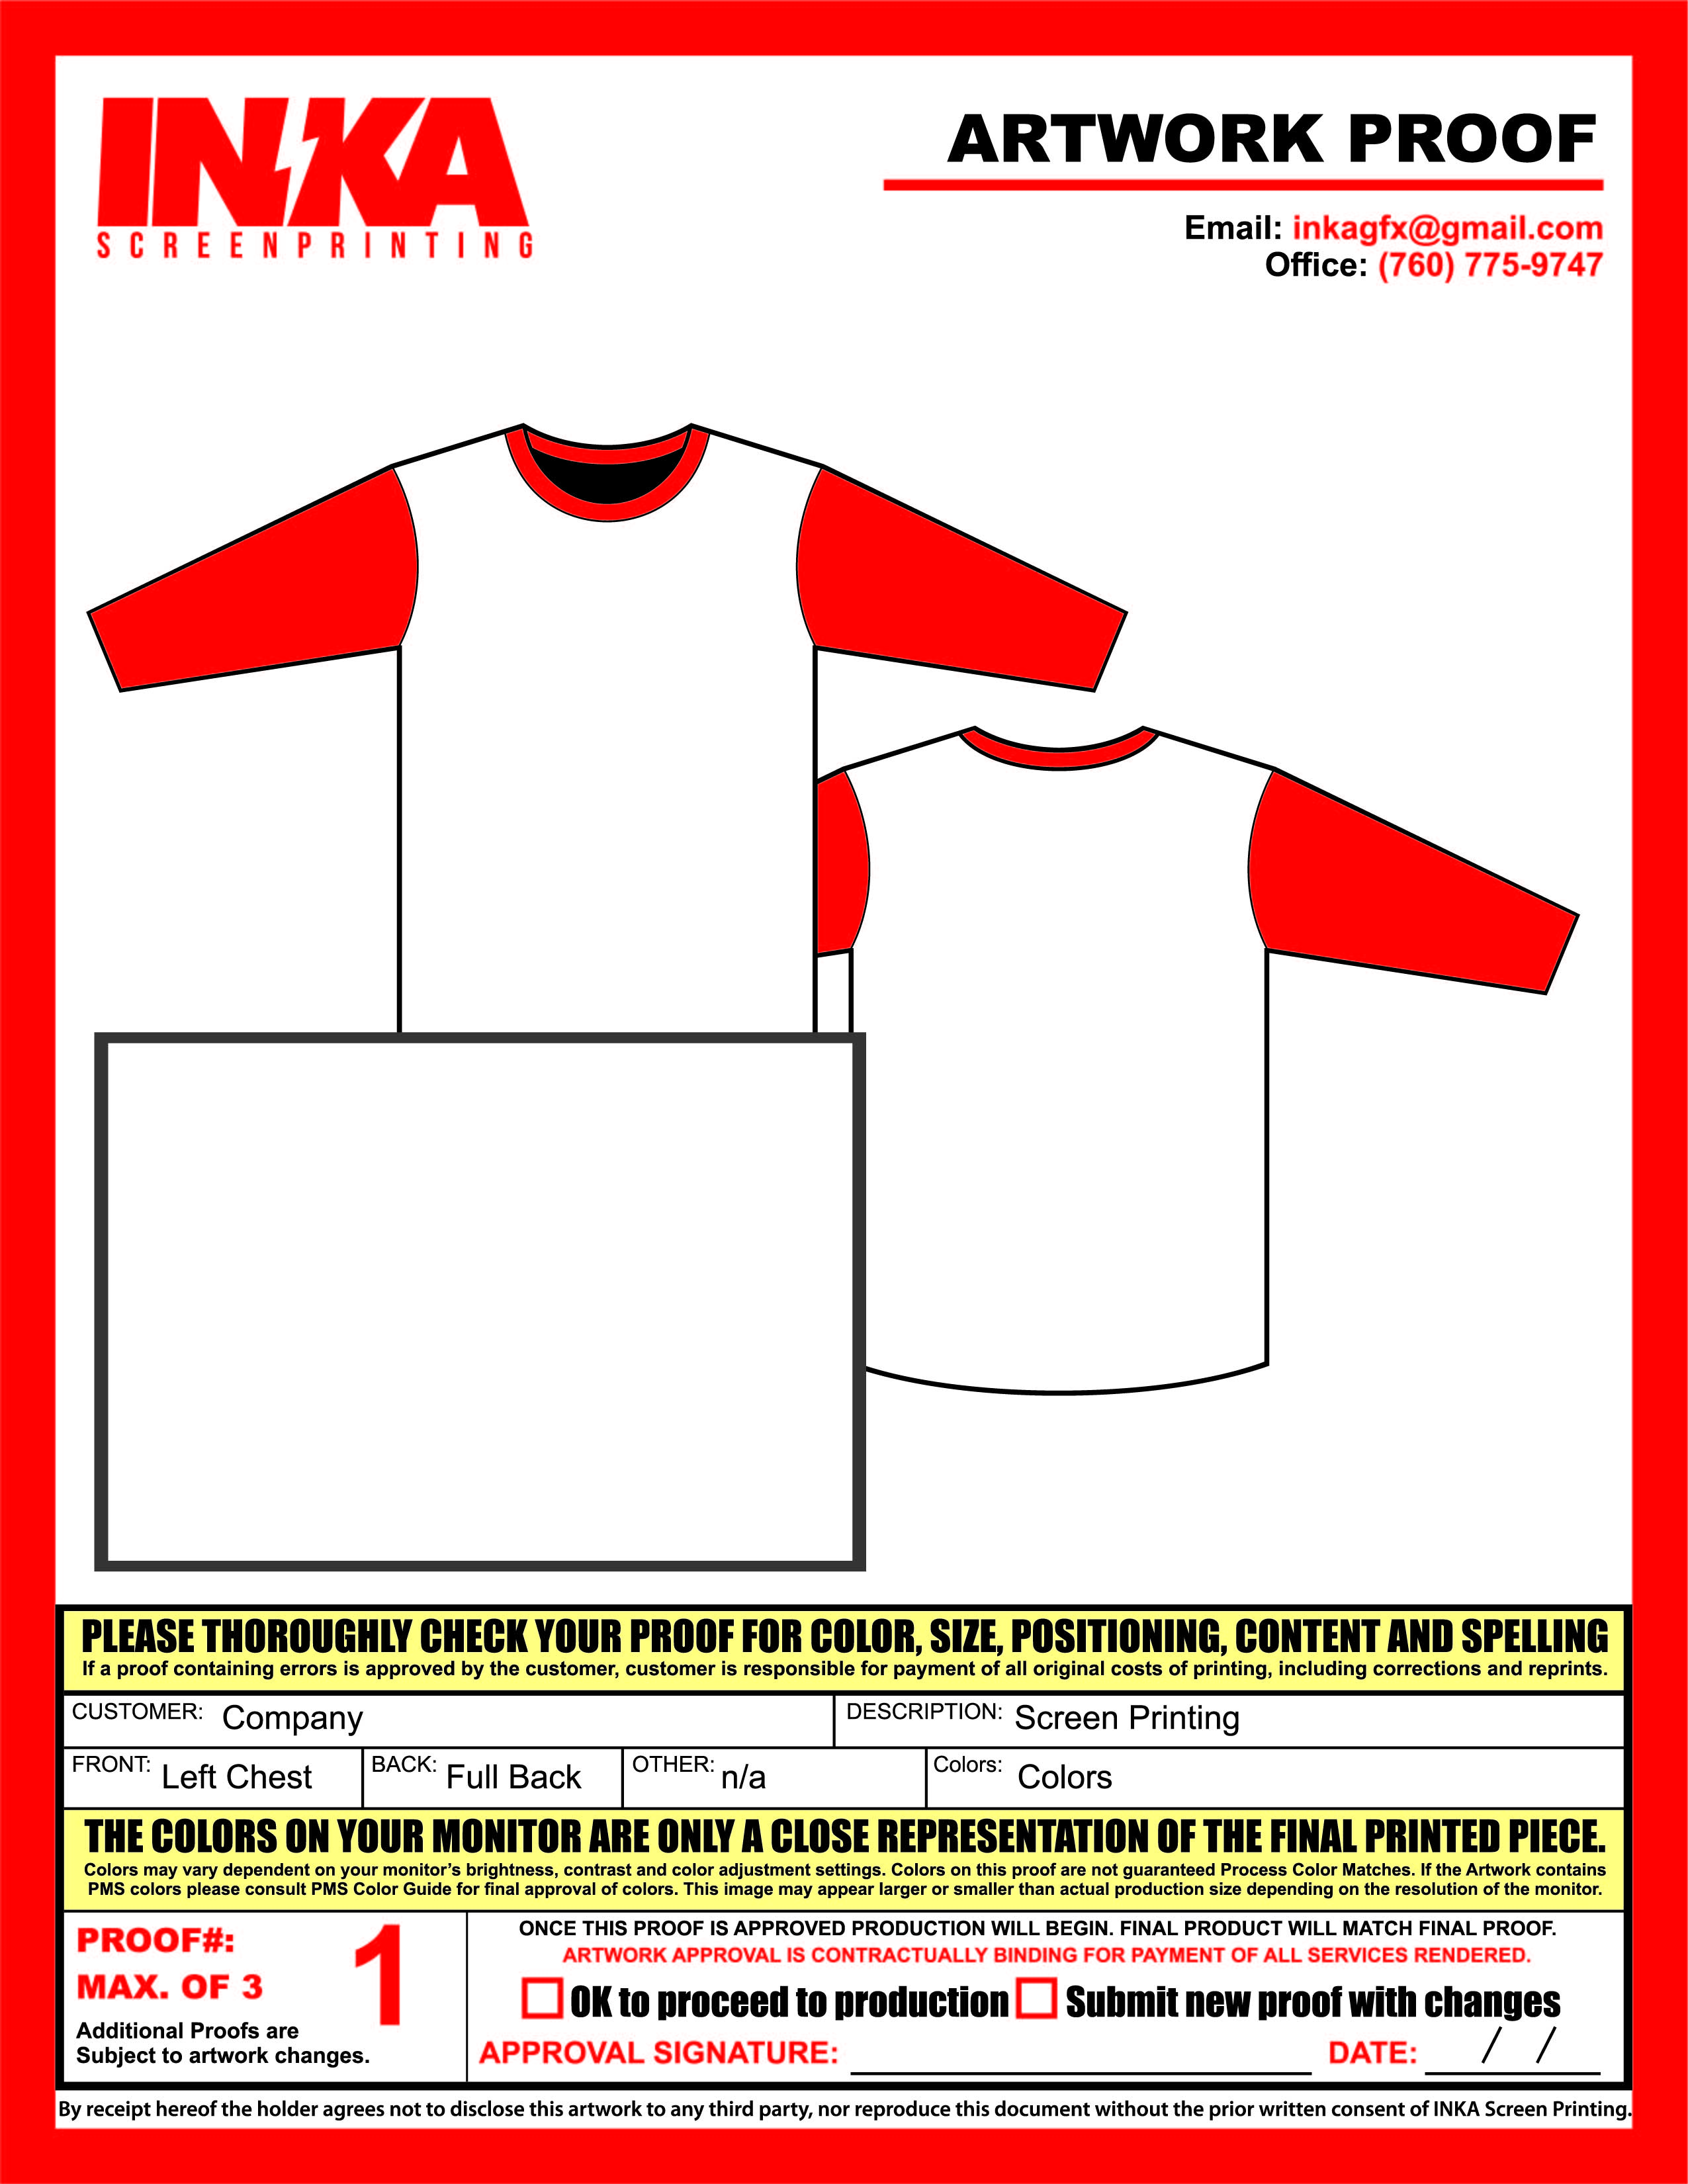 INKA
SCREENPRINTING
ARTWORK PROOF
Email: inkagfx@gmail.com
Office: (760) 775-9747
PLEASE THOROUGHLY CHECK YOUR PROOF FOR COLOR, SIZE, POSITIONING, CONTENT AND SPELLING
If a proof containing errors is approved by the customer, customer is responsible for payment of all original costs of printing, including corrections and reprints.
CUSTOMER: Company
DESCRIPTION: Screen Printing
FRONT: Left Chest
BACK: Full Back
OTHER: n/a
Colors: Colors
THE COLORS ON YOUR MONITOR ARE ONLY A CLOSE REPRESENTATION OF THE FINAL PRINTED PIECE.
Colors may vary dependent on your monitor's brightness, contrast and color adjustment settings. Colors on this proof are not guaranteed Process Color Matches. If the Artwork contains
PMS colors please consult PMS Color Guide for final approval of colors. This image may appear larger or smaller than actual production size depending on the resolution of the monitor.
PROOF#: 1
MAX. OF 3
Additional Proofs are
Subject to artwork changes.
ONCE THIS PROOF IS APPROVED PRODUCTION WILL BEGIN. FINAL PRODUCT WILL MATCH FINAL PROOF.
ARTWORK APPROVAL IS CONTRACTUALLY BINDING FOR PAYMENT OF ALL SERVICES RENDERED.
OK to proceed to production Submit new proof with changes
APPROVAL SIGNATURE: DATE: / /
By receipt hereof the holder agrees not to disclose this artwork to any third party, nor reproduce this document without the prior written consent of INKA Screen Printing.